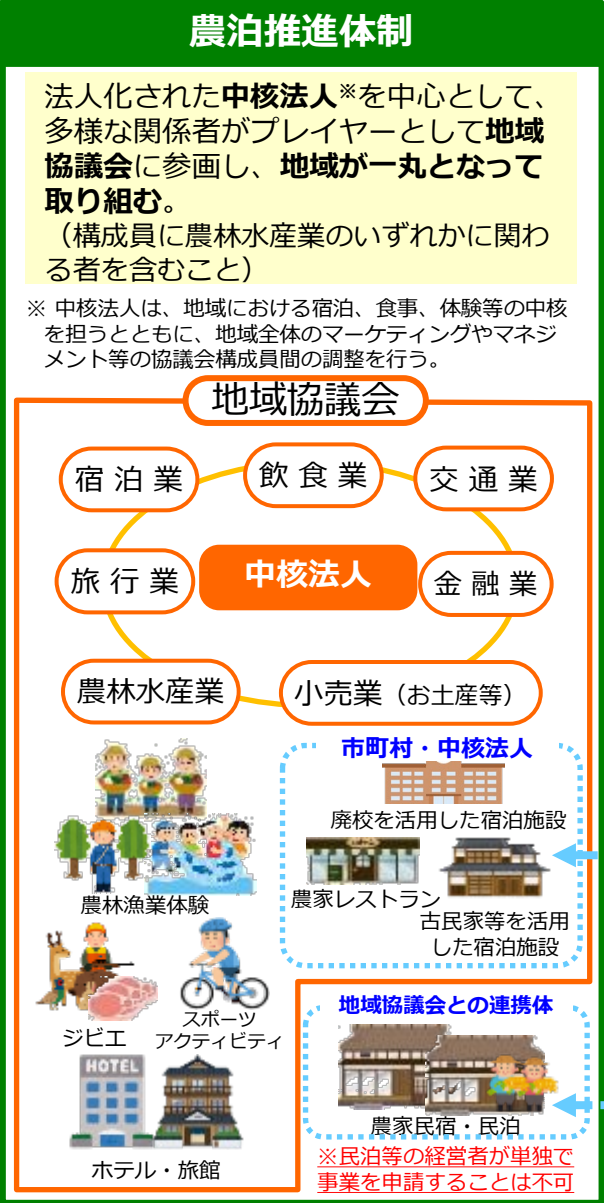 農泊推進体制
法人化された中核法人※を中心として、
多様な関係者がプレイヤーとして地域
協議会に参画し、地域が一丸となって
取り組む。
（構成員に農林水産業のいずれかに関わ
る者を含むこと）
※ 中核法人は、地域における宿泊、食事、体験等の中核
を担うとともに、地域全体のマーケティングやマネジ
メント等の協議会構成員間の調整を行う。
地域協議会
宿泊業
飲食業
交通業
旅行業
中核法人
金融業
農林水産業
小売業（お土産等）
農林漁業体験
ジビエ
スポーツ
アクティビティ
HOTEL
ホテル・旅館
市町村・中核法人
廃校を活用した宿泊施設
農家レストラン
古民家等を活用
した宿泊施設
地域協議会との連携体
農家民宿・民泊
※民泊等の経営者が単独で
事業を申請することは不可